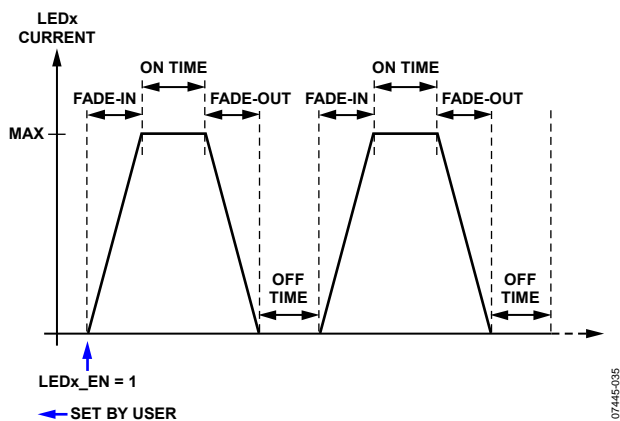 LEDx
CURRENT
ON TIME
ON TIME
FADE-IN
FADE-OUT
FADE-IN
FADE-OUT
MAX
OFF
TIME
OFF
TIME
LEDx_EN = 1
SET BY USER
07445-035